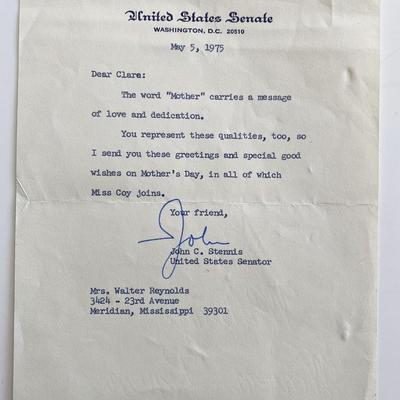 United States Senate
WASHINGTON, D.C. 20510
May 5, 1975
Dear Clare:
The word "Mother" carries a message
of love and dedication.
You represent these qualities, too, so
I send you these greetings and special good
wishes on Mother's Day, in all of which
Miss Coy joins.
Your friend,
John
John C. Stennis
United States Senator
Mrs. Walter Reynolds
3424 - 23rd Avenue
Meridian, Mississippi 39301